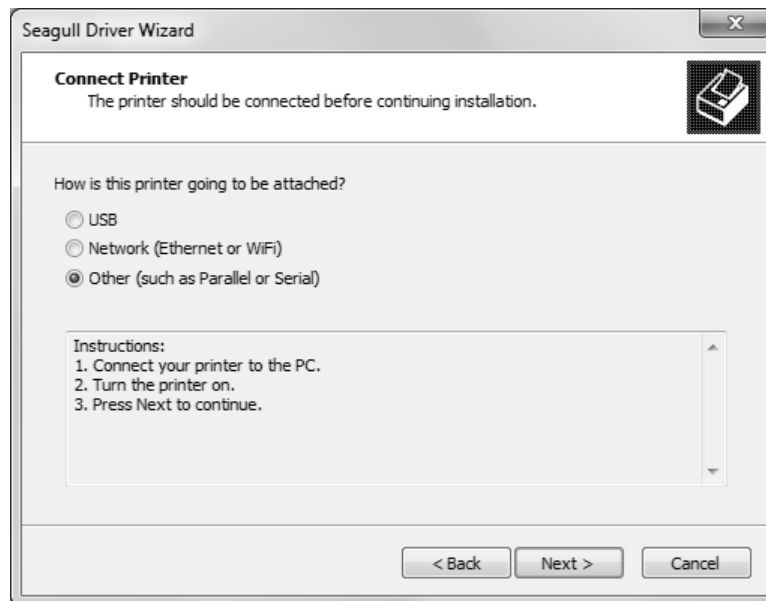 Seagull Driver Wizard
Connect Printer
The printer should be connected before continuing installation.
How is this printer going to be attached?
USB
Network (Ethernet or WiFi)
Other (such as Parallel or Serial)
Instructions:
1. Connect your printer to the PC.
2. Turn the printer on.
3. Press Next to continue.
< Back Next > Cancel